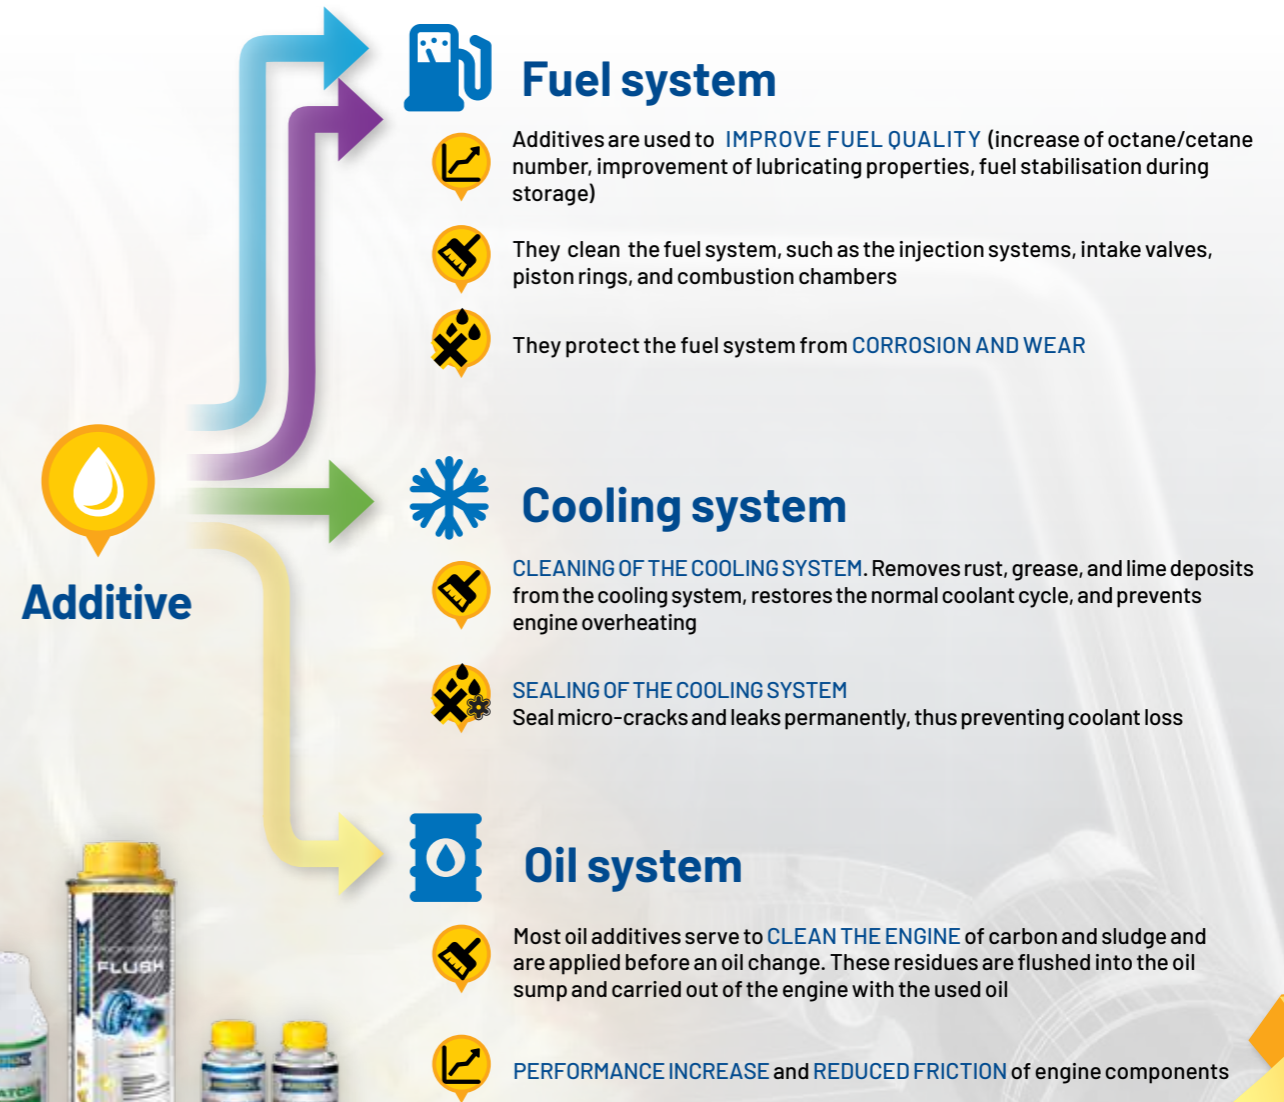 Fuel system
Additives are used to IMPROVE FUEL QUALITY (increase of octane/cetane
number, improvement of lubricating properties, fuel stabilisation during
storage)
They clean the fuel system, such as the injection systems, intake valves,
piston rings, and combustion chambers
They protect the fuel system from CORROSION AND WEAR
Additive
Cooling system
CLEANING OF THE COOLING SYSTEM. Removes rust, grease, and lime deposits
from the cooling system, restores the normal coolant cycle, and prevents
engine overheating
SEALING OF THE COOLING SYSTEM
Seal micro-cracks and leaks permanently, thus preventing coolant loss
Oil system
Most oil additives serve to CLEAN THE ENGINE of carbon and sludge and
are applied before an oil change. These residues are flushed into the oil
sump and carried out of the engine with the used oil
PERFORMANCE INCREASE and REDUCED FRICTION of engine components
FLUSH